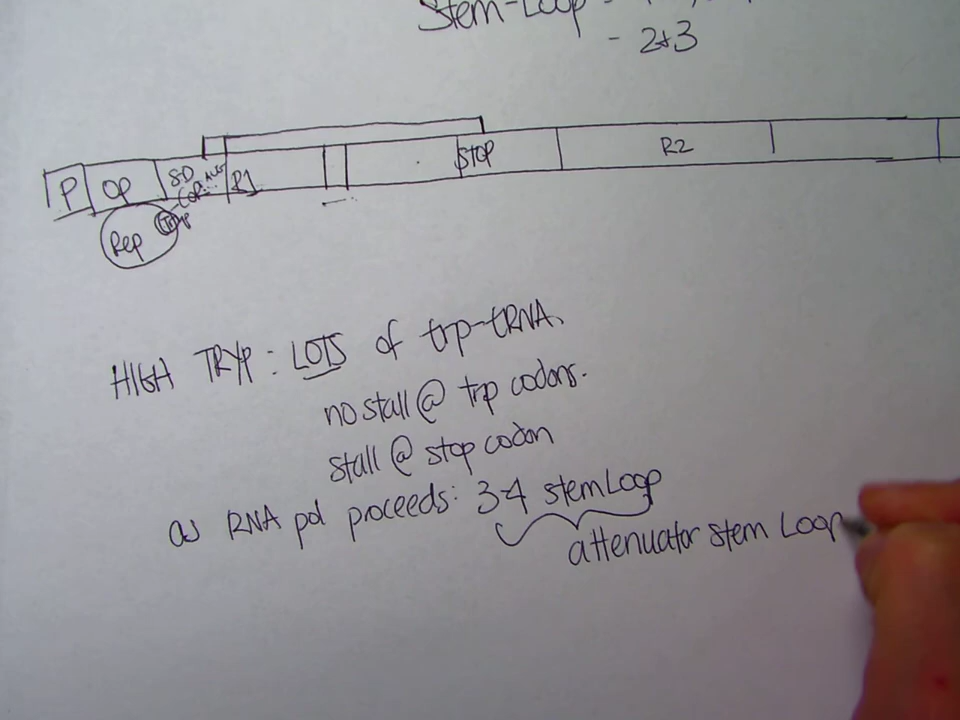 Stem-Loop -
- 2+3
P OP SD AUG R1 STOP R2
Rep
HIGH TRYP: LOTS of trp-tRNA.
no stall @ trp codons.
stall @ stop codon
as RNA pol proceeds: 3-4 stemLoop
attenuator stem Loop